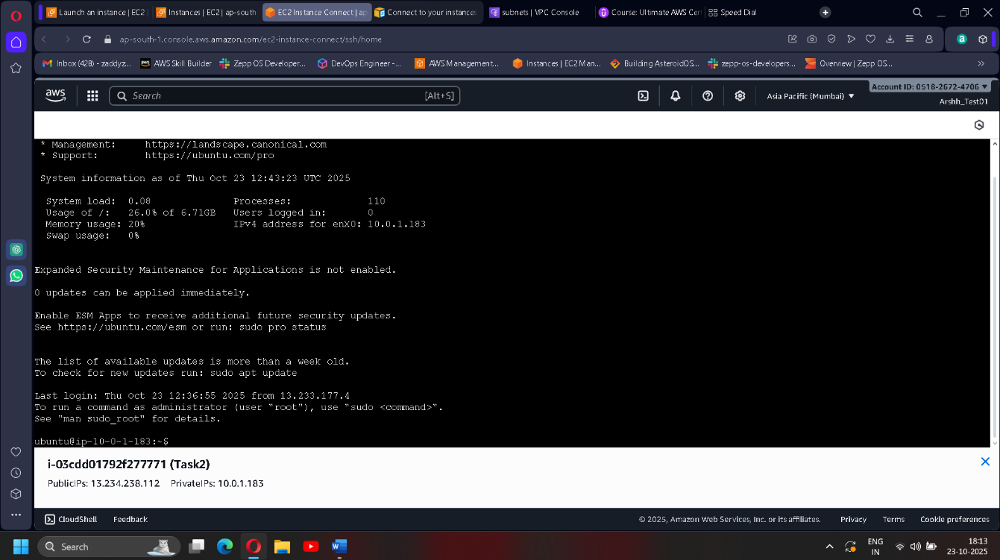 Launch an instance | EC2 |
Instances | EC2 | ap-south-
EC2 Instance Connect | ap
Connect to your instances
subnets | VPC Console
Course: Ultimate AWS Cert
Speed Dial
ap-south-1.console.aws.amazon.com/ec2-instance-connect/ssh/home
Inbox (428) - zaddyz...
AWS Skill Builder
Zepp OS Developer...
DevOps Engineer -...
AWS Management...
Instances | EC2 Man...
Building AsteroidOS...
zepp-os-developers...
Overview | Zepp OS...
aws
Search
[Alt+S]
Asia Pacific (Mumbai)
Account ID: 0518-2672-4706
Arshh_Test01
* Management: https://landscape.canonical.com
* Support: https://ubuntu.com/pro
System information as of Thu Oct 23 12:43:23 UTC 2025
System load: 0.08 Processes: 110
Usage of /: 26.0% of 6.71GB Users logged in: 0
Memory usage: 20% IPv4 address for enX0: 10.0.1.183
Swap usage: 0%
Expanded Security Maintenance for Applications is not enabled.
0 updates can be applied immediately.
Enable ESM Apps to receive additional future security updates.
See https://ubuntu.com/esm or run: sudo pro status
The list of available updates is more than a week old.
To check for new updates run: sudo apt update
Last login: Thu Oct 23 12:36:55 2025 from 13.233.177.4
To run a command as administrator (user "root"), use "sudo <command>".
See "man sudo_root" for details.
ubuntu@ip-10-0-1-183:~$
i-03cdd01792f277771 (Task2)
PublicIPs: 13.234.238.112 PrivateIPs: 10.0.1.183
CloudShell
Feedback
© 2025, Amazon Web Services, Inc. or its affiliates.
Privacy
Terms
Cookie preferences
Search
ENG
IN
18:13
23-10-2025